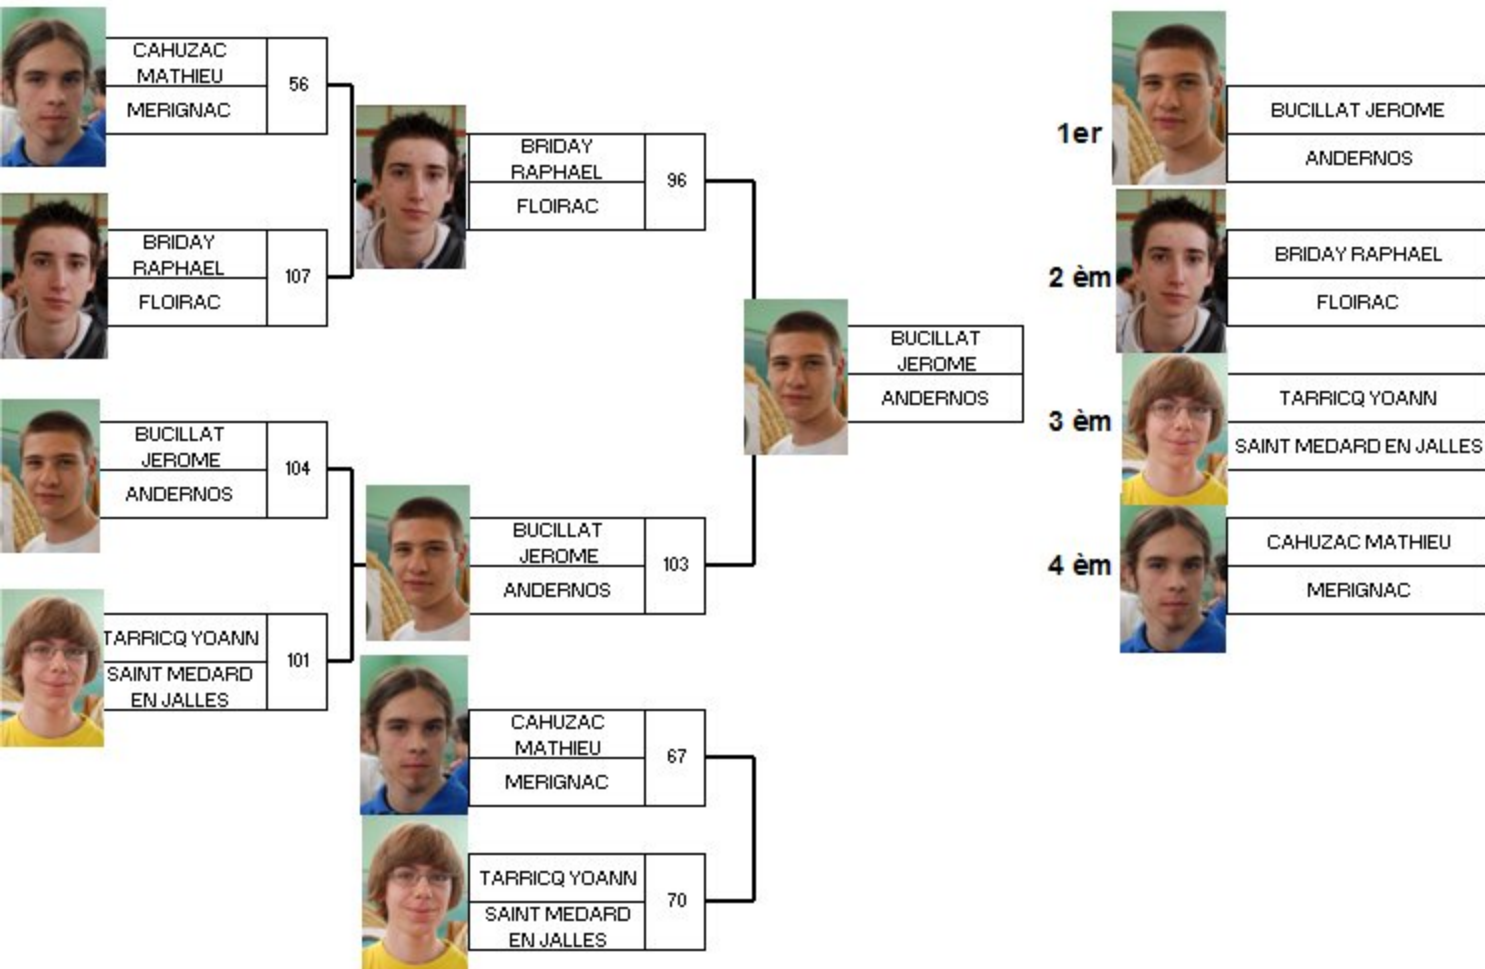 CAHUZAC
MATHIEU
56
MERIGNAC
BRIDAY
RAPHAEL
107
FLOIRAC
BUCILLAT
JEROME
104
ANDERNOS
TARRICQ YOANN
101
SAINT MEDARD
EN JALLES
BRIDAY
RAPHAEL
96
FLOIRAC
BUCILLAT
JEROME
103
ANDERNOS
CAHUZAC
MATHIEU
67
MERIGNAC
TARRICQ YOANN
70
SAINT MEDARD
EN JALLES
BUCILLAT
JEROME
ANDERNOS
1er
BUCILLAT JEROME
ANDERNOS
2 èm
BRIDAY RAPHAEL
FLOIRAC
3 èm
TARRICQ YOANN
SAINT MEDARD EN JALLES
4 èm
CAHUZAC MATHIEU
MERIGNAC